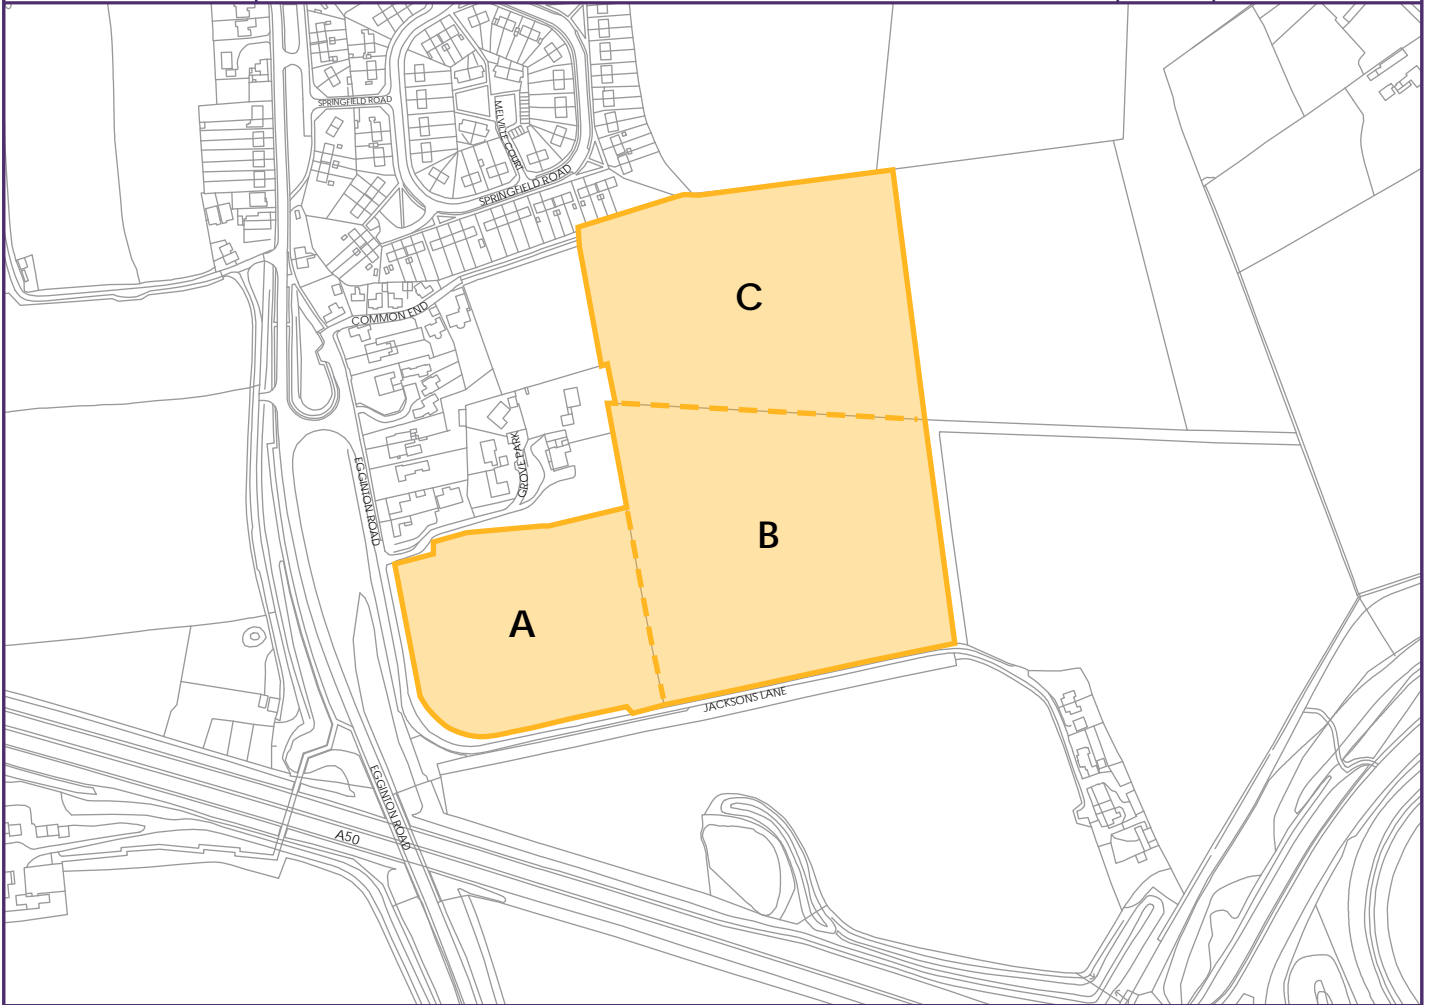 SPRINGFIELD ROAD
MELVILLE COURT
SPRINGFIELD ROAD
C
COMMON END
GROVE PARK
EGGINTON ROAD
B
A
JACKSONS LANE
EGGINTON ROAD
A50